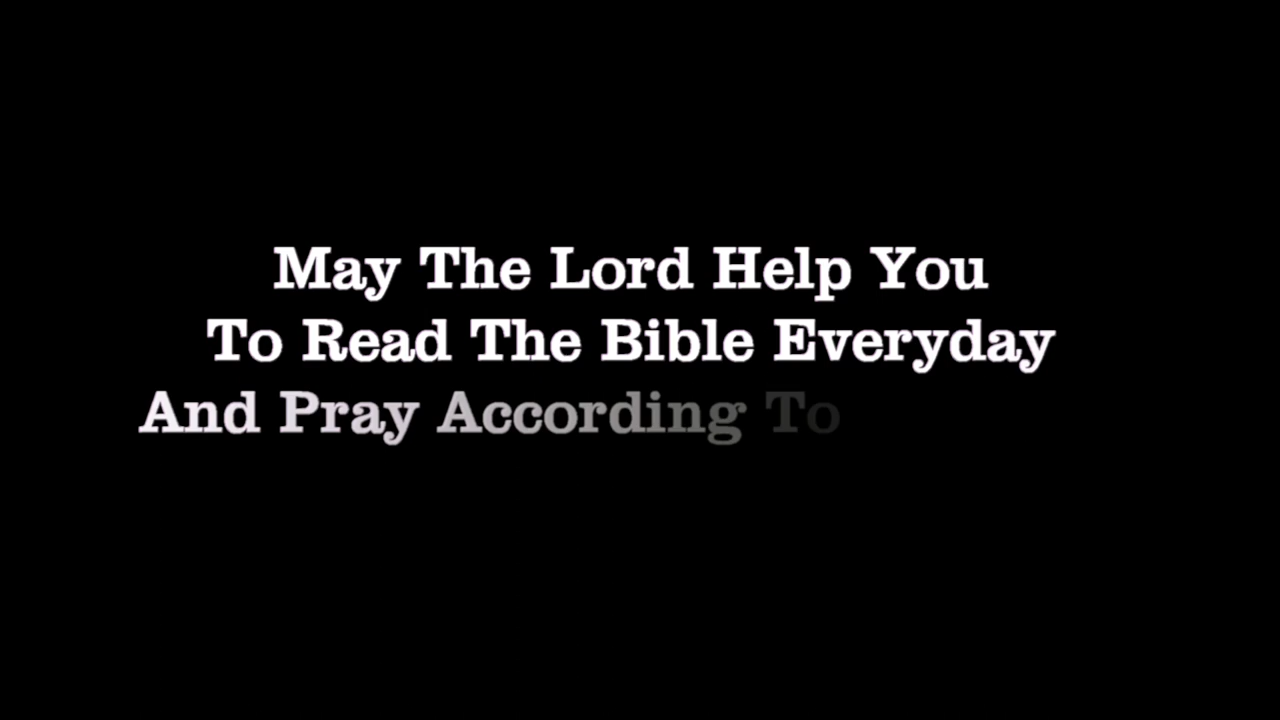 May The Lord Help You
To Read The Bible Everyday
And Pray According To